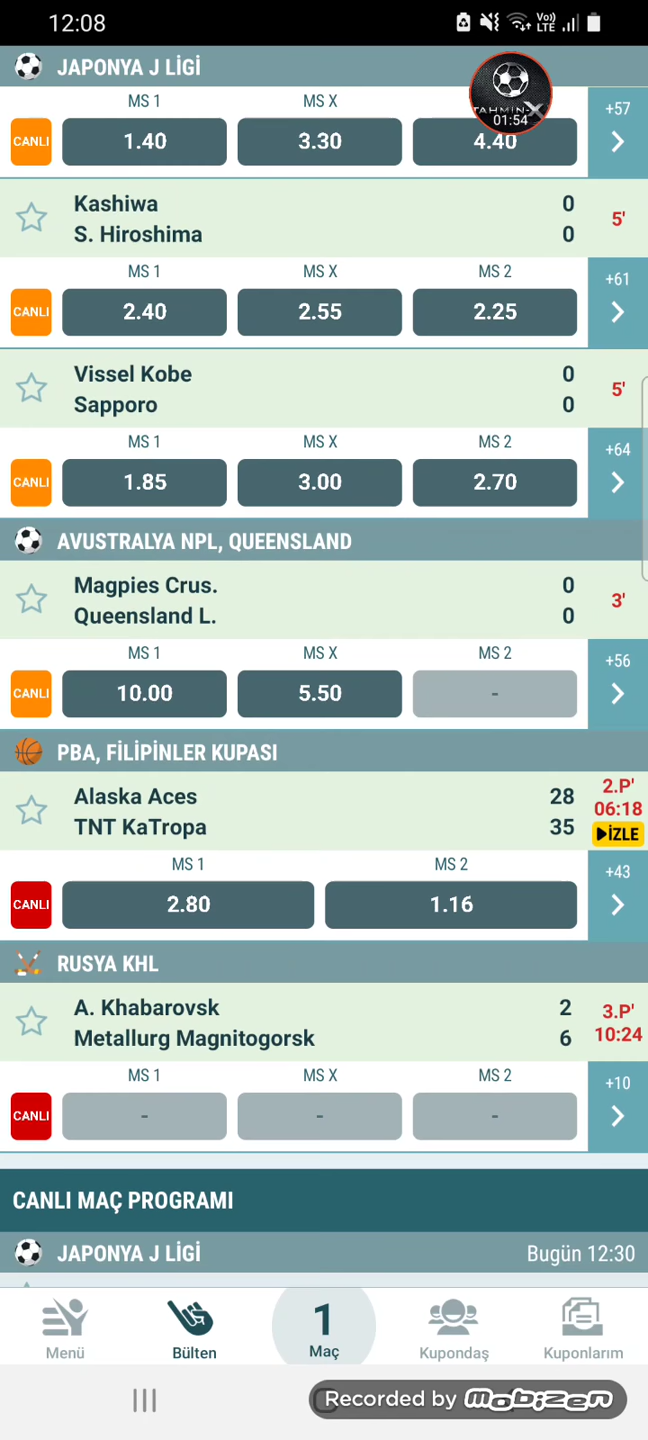 12:08
Vo))
LTE
JAPONYA J LİGİ
MS 1 MS X +57
TAHMİN-X
01:54
CANLI 1.40 3.30 4.40
Kashiwa 0
S. Hiroshima 0
5'
MS 1 MS X MS 2 +61
CANLI 2.40 2.55 2.25
Vissel Kobe 0
Sapporo 0
5'
MS 1 MS X MS 2 +64
CANLI 1.85 3.00 2.70
AVUSTRALYA NPL, QUEENSLAND
Magpies Crus. 0
Queensland L. 0
3'
MS 1 MS X MS 2 +56
CANLI 10.00 5.50 -
PBA, FİLİPİNLER KUPASI
Alaska Aces 28
TNT KaTropa 35
2.P'
06:18
İZLE
MS 1 MS 2 +43
CANLI 2.80 1.16
RUSYA KHL
A. Khabarovsk 2
Metallurg Magnitogorsk 6
3.P'
10:24
MS 1 MS X MS 2 +10
CANLI - - -
CANLI MAÇ PROGRAMI
JAPONYA J LİGİ Bugün 12:30
1
Menü Bülten Maç Kupondaş Kuponlarım
Recorded by mobizen